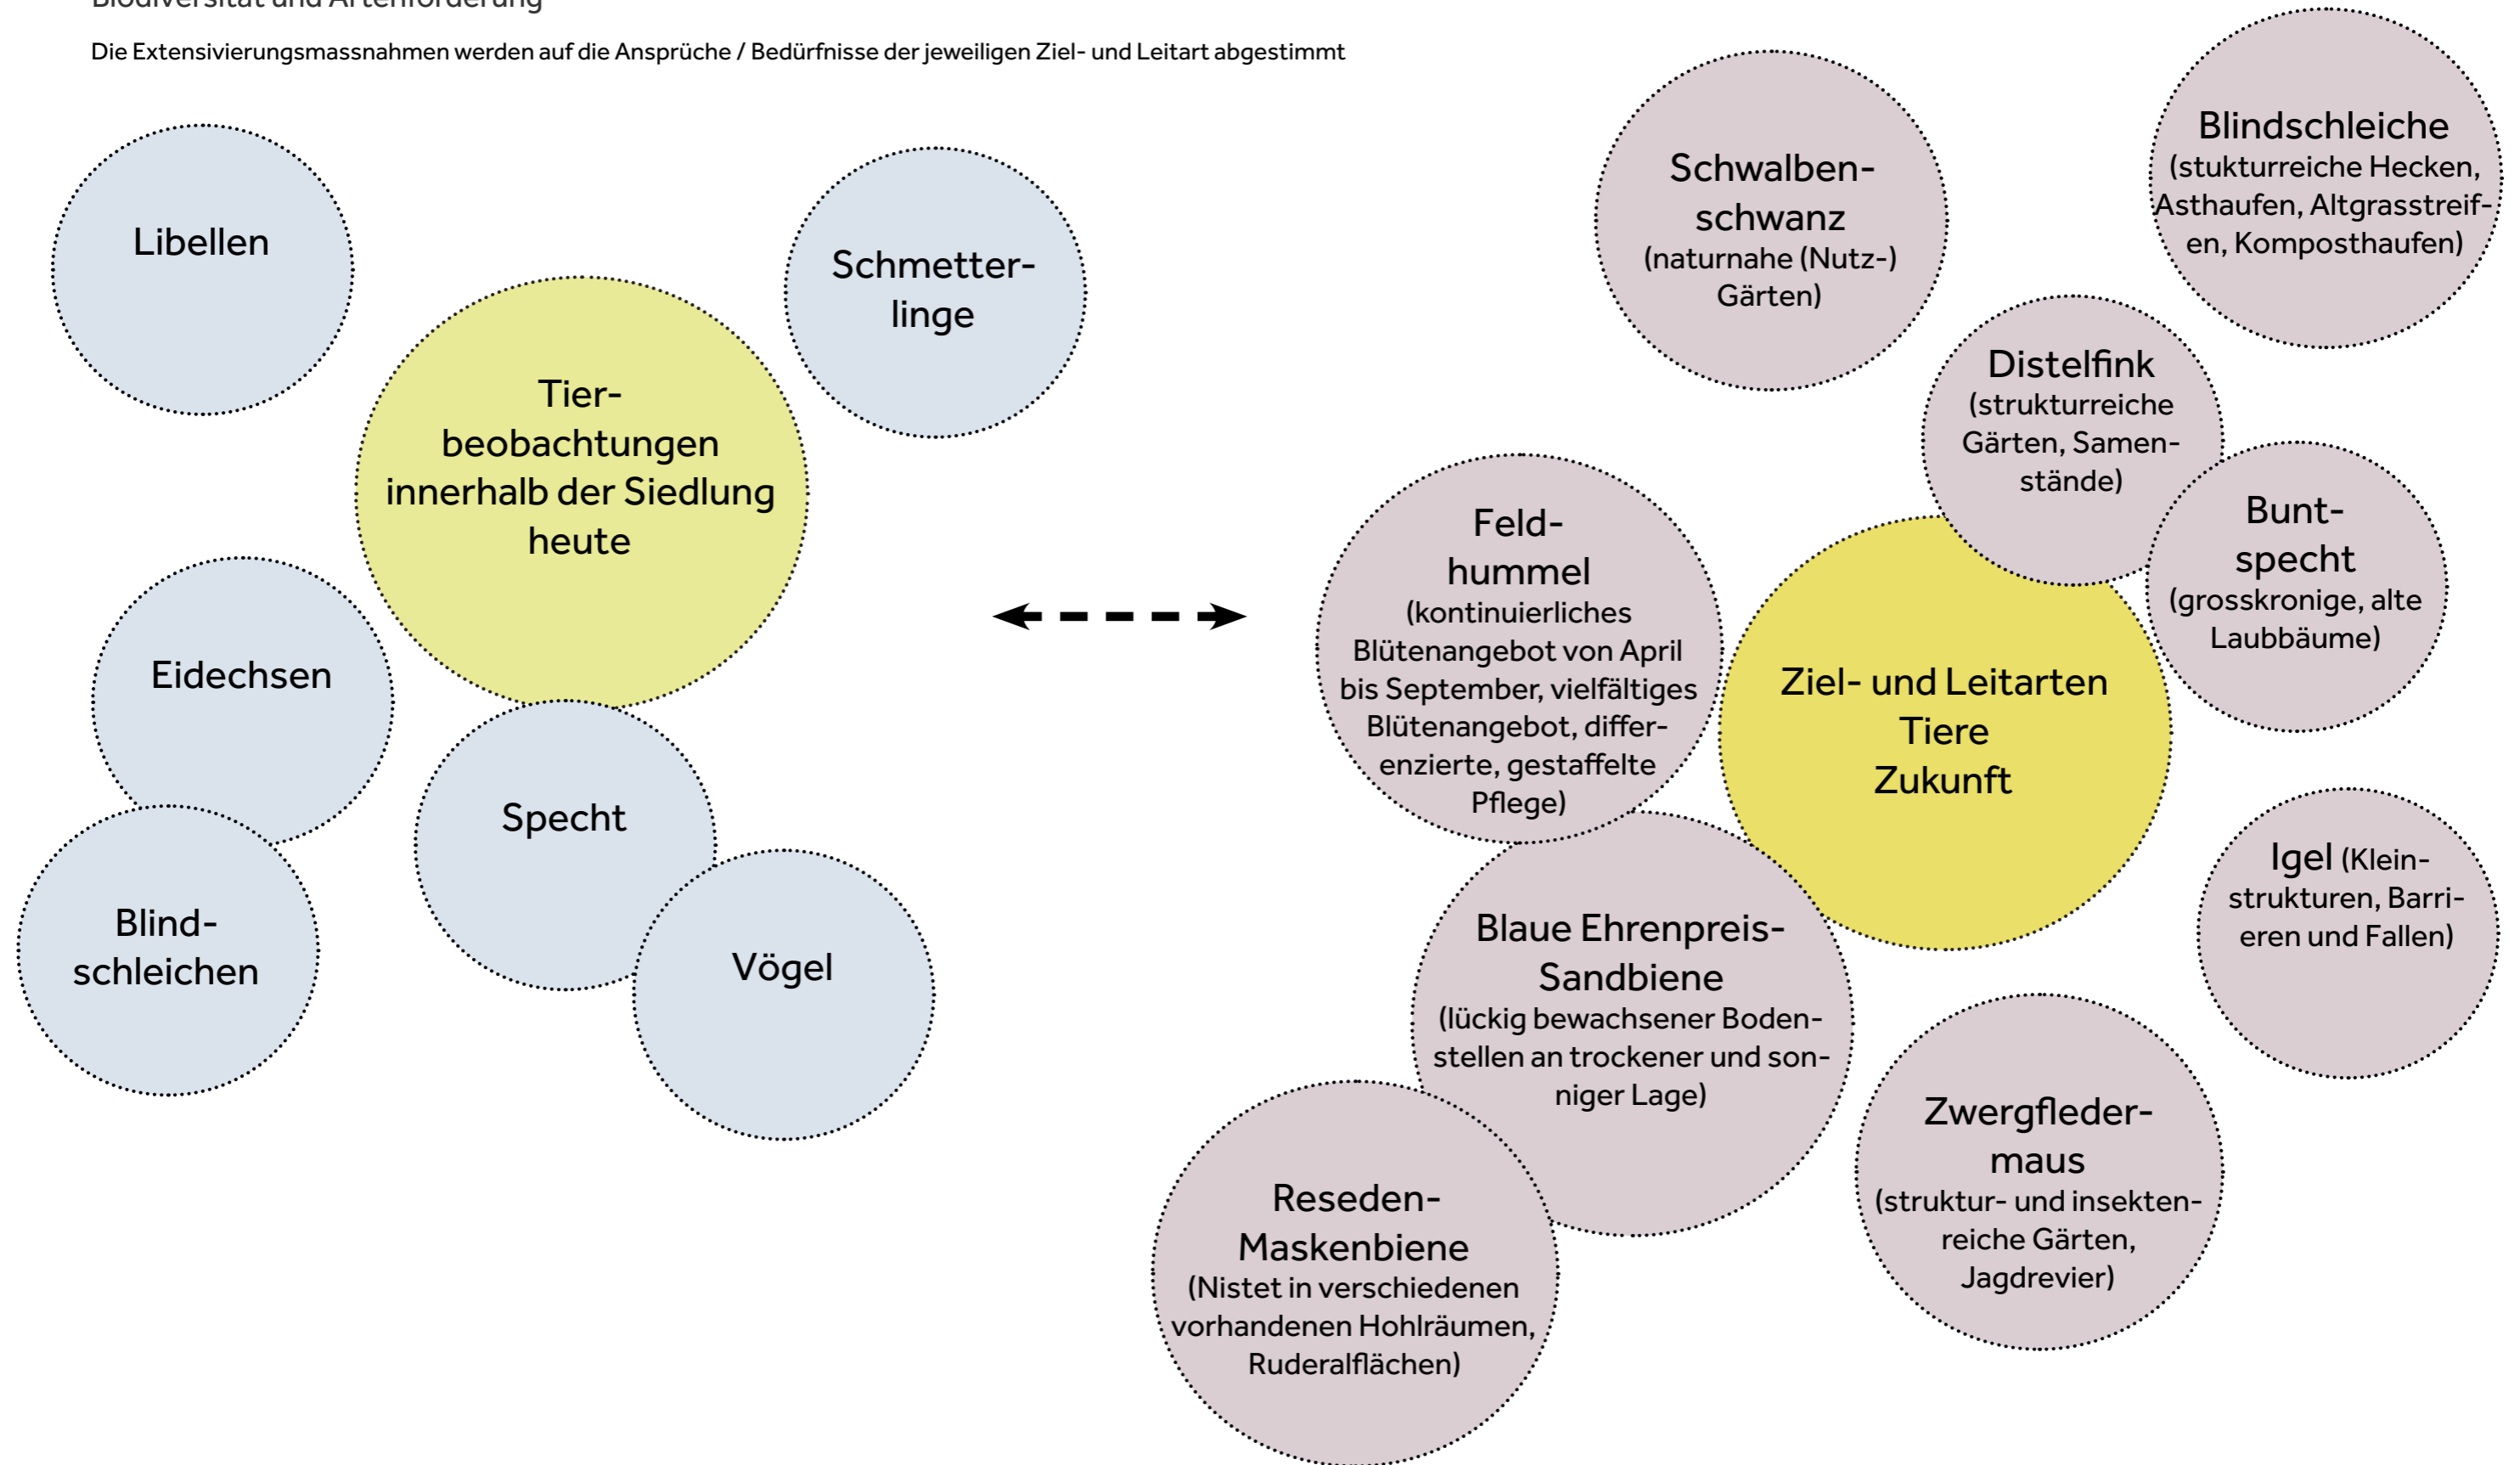 Biodiversität und Artenförderung
Die Extensivierungsmassnahmen werden auf die Ansprüche / Bedürfnisse der jeweiligen Ziel- und Leitart abgestimmt
Libellen
Schmetter-
linge
Tier-
beobachtungen
innerhalb der Siedlung
heute
Eidechsen
Blind-
schleichen
Specht
Vögel
Schwalben-
schwanz
(naturnahe (Nutz-)
Gärten)
Blindschleiche
(stukturreiche Hecken,
Asthaufen, Altgrasstreif-
en, Komposthaufen)
Distelfink
(strukturreiche
Gärten, Samen-
stände)
Bunt-
specht
(grosskronige, alte
Laubbäume)
Feld-
hummel
(kontinuierliches
Blütenangebot von April
bis September, vielfältiges
Blütenangebot, differ-
enzierte, gestaffelte
Pflege)
Ziel- und Leitarten
Tiere
Zukunft
Igel (Klein-
strukturen, Barri-
eren und Fallen)
Blaue Ehrenpreis-
Sandbiene
(lückig bewachsener Boden-
stellen an trockener und son-
niger Lage)
Zwergfleder-
maus
(struktur- und insekten-
reiche Gärten,
Jagdrevier)
Reseden-
Maskenbiene
(Nistet in verschiedenen
vorhandenen Hohlräumen,
Ruderalflächen)